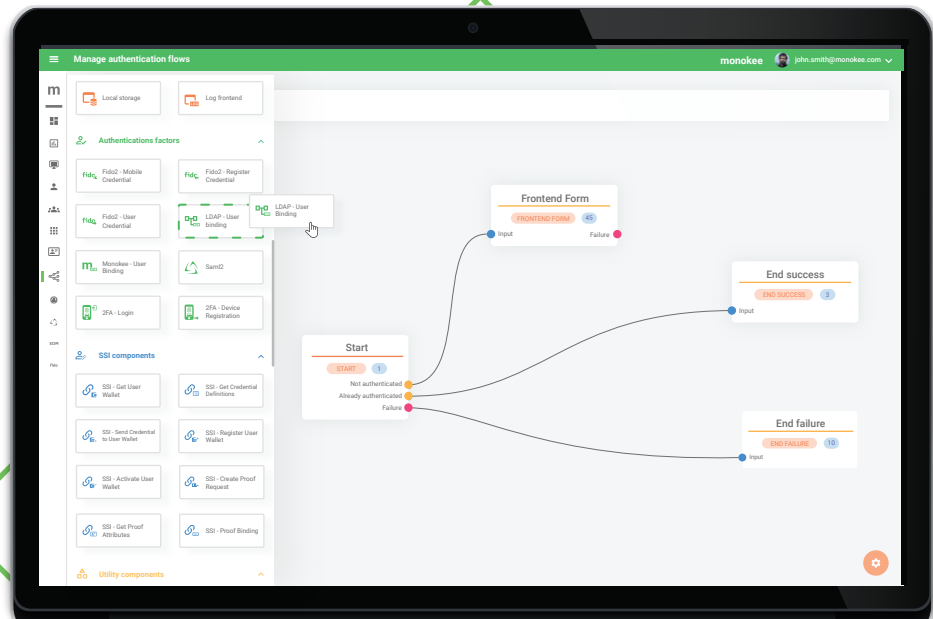 Manage authentication flows
monokee
john.smith@monokee.com
m
Local storage
Log frontend
Authentications factors
fido
Fido2 - Mobile
Credential
fido
Fido2 - Register
Credential
fido
Fido2 - User
Credential
LDAP - User
binding
LDAP - User
Binding
m
Monokee - User
Binding
Saml2
2FA - Login
2FA - Device
Registration
SSI components
SSI - Get User
Wallet
SSI - Get Credential
Definitions
SSI - Send Credential
to User Wallet
SSI - Register User
Wallet
SSI - Activate User
Wallet
SSI - Create Proof
Request
SSI - Get Proof
Attributes
SSI - Proof Binding
Utility components
Start
START 1
Not authenticated
Already authenticated
Failure
Frontend Form
FRONTEND FORM 45
Input
Failure
End success
END SUCCESS 3
Input
End failure
END FAILURE 10
Input